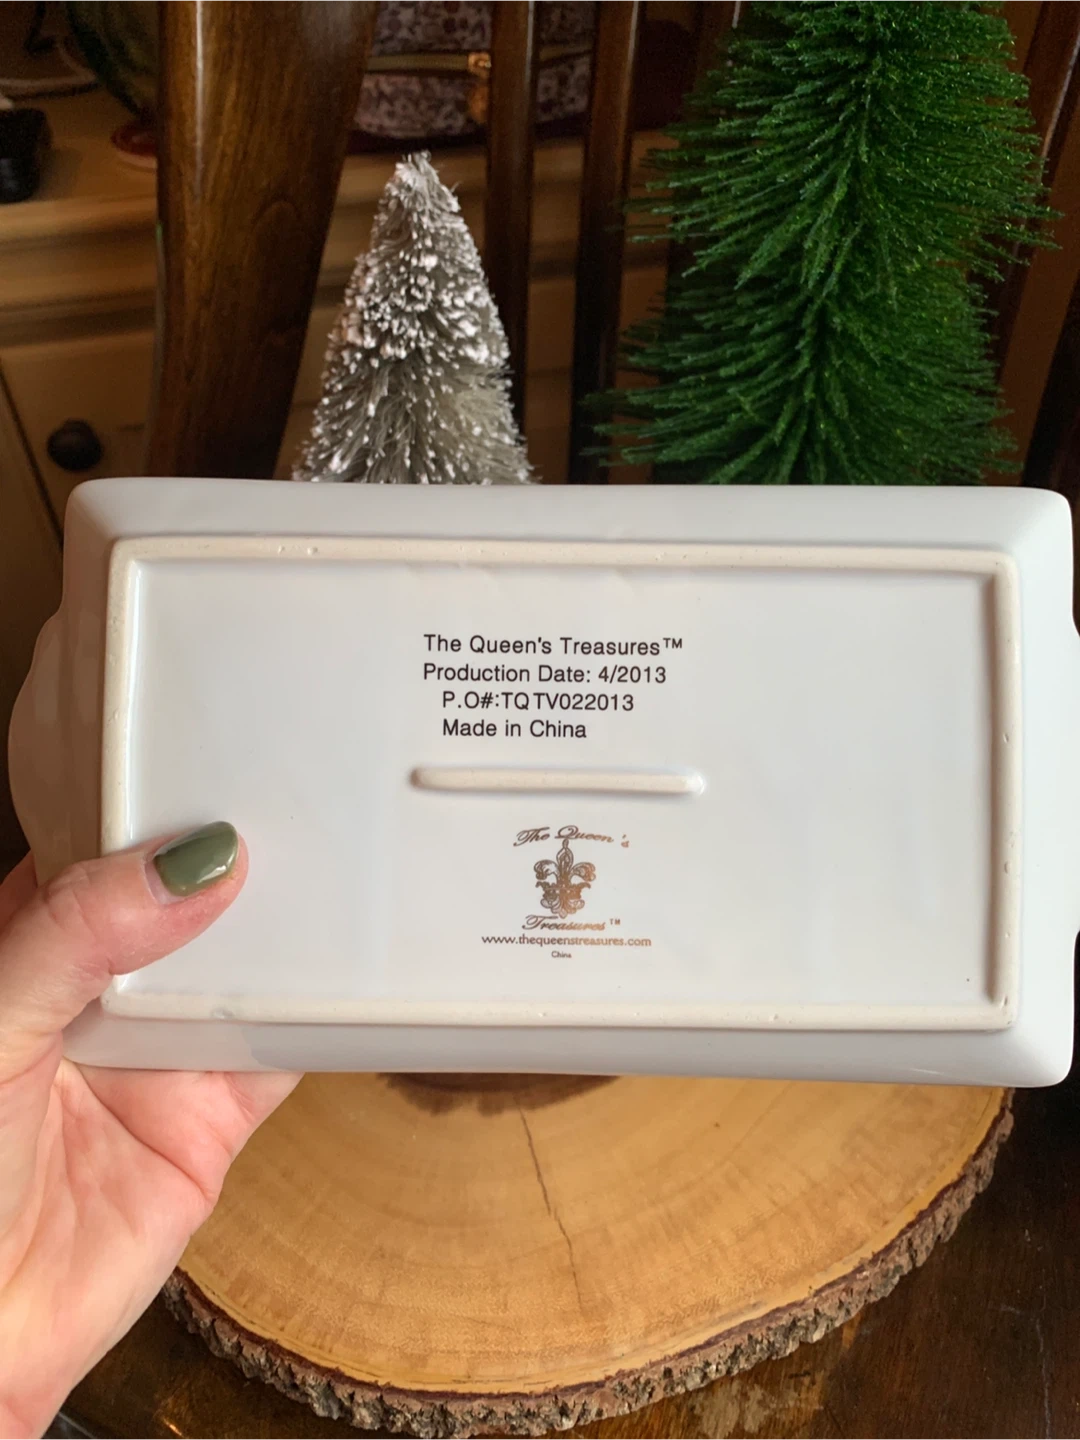 The Queen's Treasures™
Production Date: 4/2013
P.O#:TQTV022013
Made in China
The Queen's
Treasures™
www.thequeenstreasures.com
China